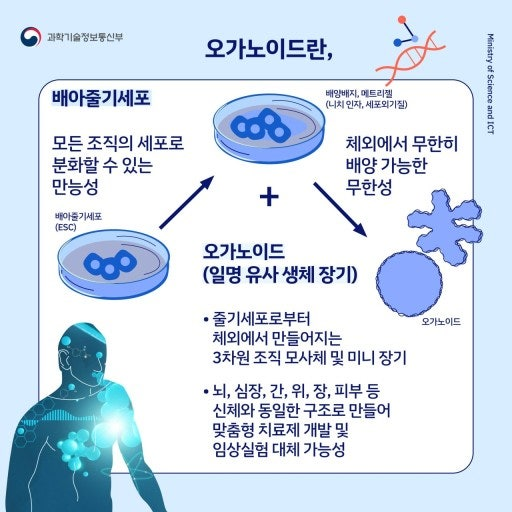 과학기술정보통신부
오가노이드란,
Ministry of Science and ICT
배아줄기세포
모든 조직의 세포로
분화할 수 있는
만능성
배아줄기세포
(ESC)
배양배지, 메트리젤
(니치 인자, 세포외기질)
+
체외에서 무한히
배양 가능한
무한성
오가노이드
오가노이드
(일명 유사 생체 장기)
• 줄기세포로부터
체외에서 만들어지는
3차원 조직 모사체 및 미니 장기
• 뇌, 심장, 간, 위, 장, 피부 등
신체와 동일한 구조로 만들어
맞춤형 치료제 개발 및
임상실험 대체 가능성